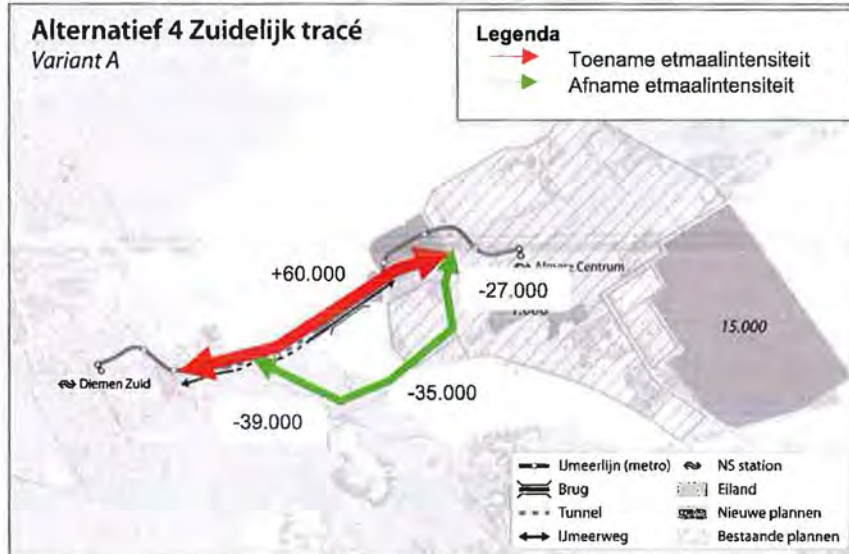 Alternatief 4 Zuidelijk tracé
Variant A
Legenda
Toename etmaalintensiteit
Afname etmaalintensiteit
+60.000
Almere Centrum
-27.000
15.000
Diemen Zuid
-35.000
-39.000
IJmeerlijn (metro)
NS station
Brug
Eiland
Tunnel
Nieuwe plannen
IJmeerweg
Bestaande plannen